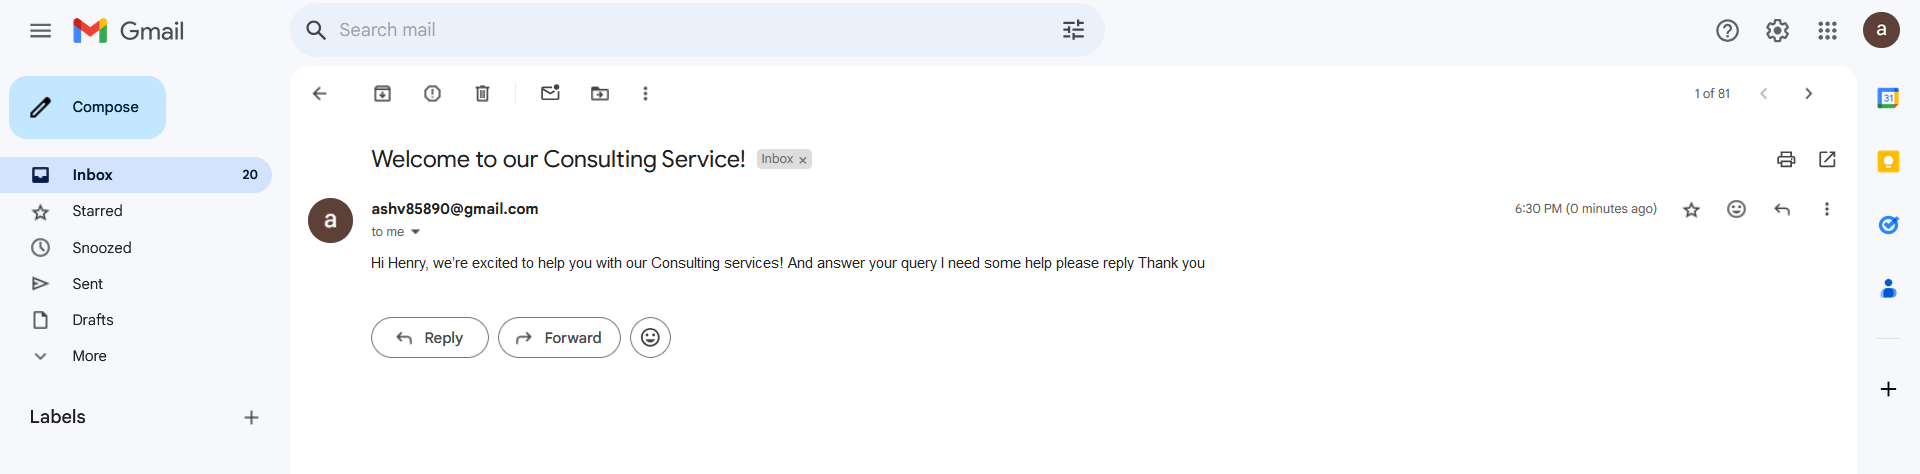 Gmail
Search mail
a
Compose
1 of 81
Inbox 20
Starred
Snoozed
Sent
Drafts
More
Labels
Welcome to our Consulting Service! Inbox x
a
ashv85890@gmail.com
6:30 PM (0 minutes ago)
to me
Hi Henry, we’re excited to help you with our Consulting services! And answer your query I need some help please reply Thank you
Reply
Forward
31